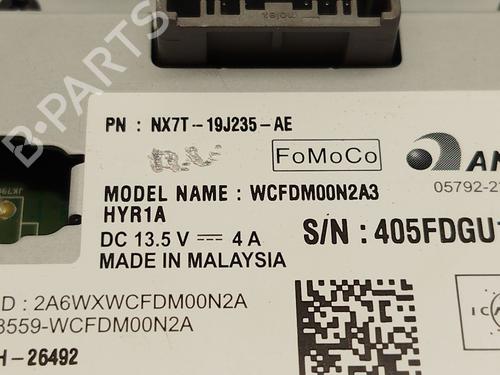 FoMoCo
PN : NX7T-19J235-AE
FoMoCo
MODEL NAME : WCFDM00N2A3
HYR1A
DC 13.5 V 4 A
MADE IN MALAYSIA
S/N : 405FDGU
05792-2
D : 2A6WXWCFDM00N2A
8559-WCFDM00N2A
H-26492
B-PARTS